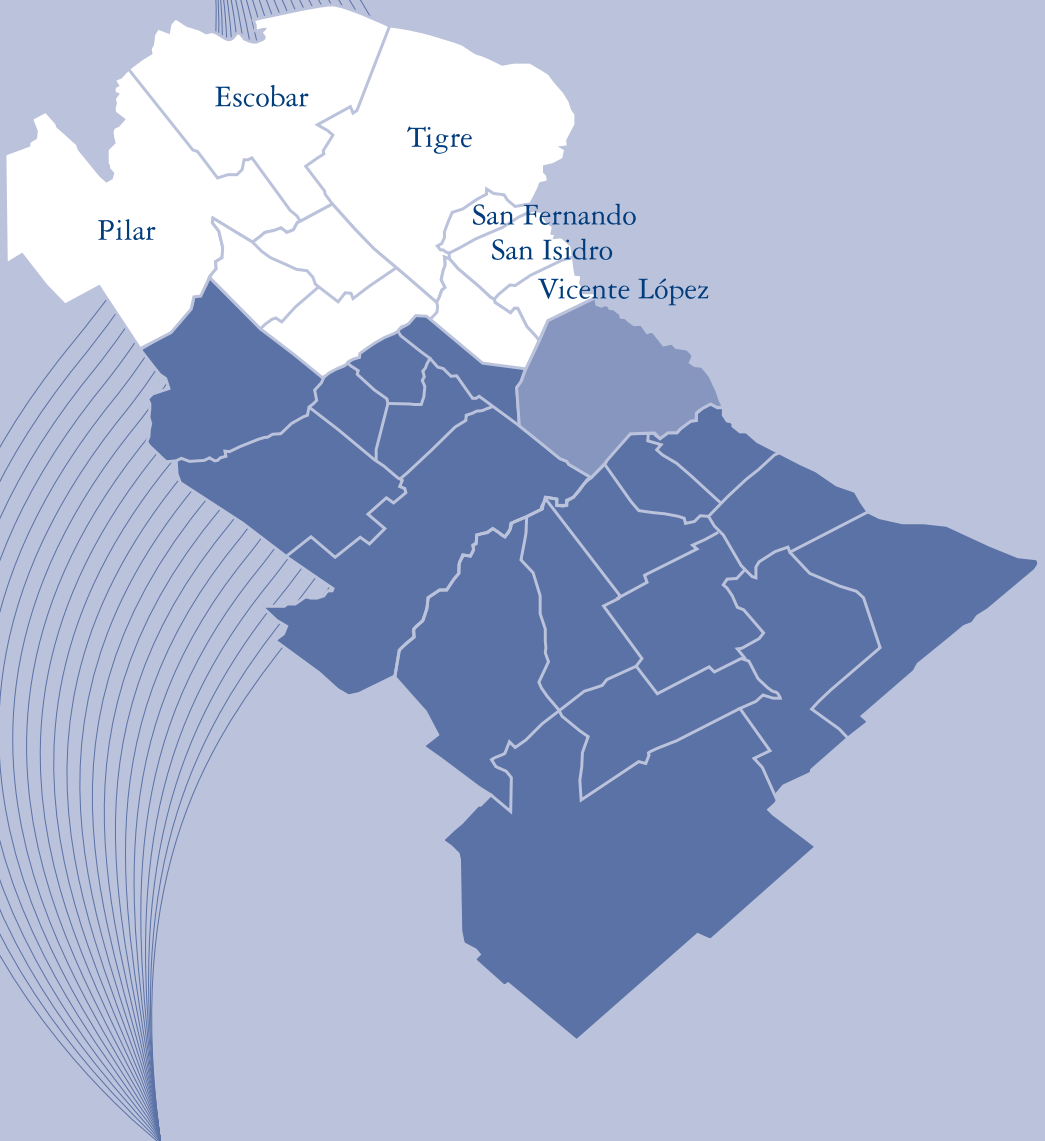 Escobar
Tigre
Pilar
San Fernando
San Isidro
Vicente López